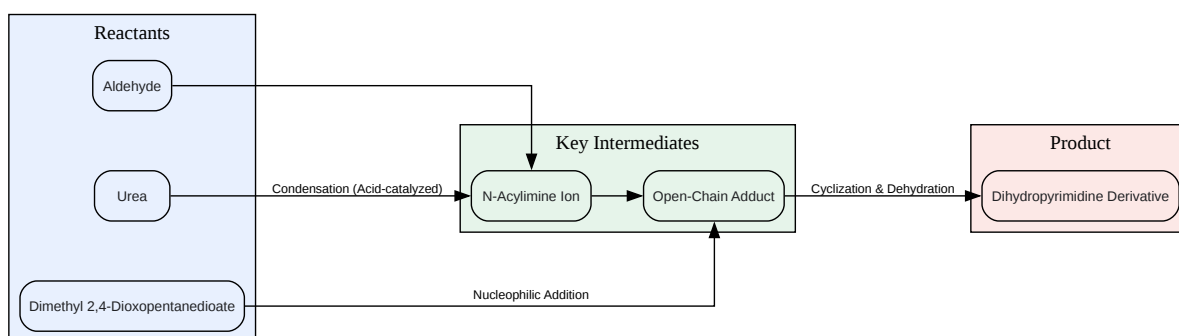 Reactants
Aldehyde
Key Intermediates
Product
Urea
Condensation (Acid-catalyzed)
N-Acylimine Ion
Open-Chain Adduct
Cyclization & Dehydration
Dihydropyrimidine Derivative
Dimethyl 2,4-Dioxopentanedioate
Nucleophilic Addition